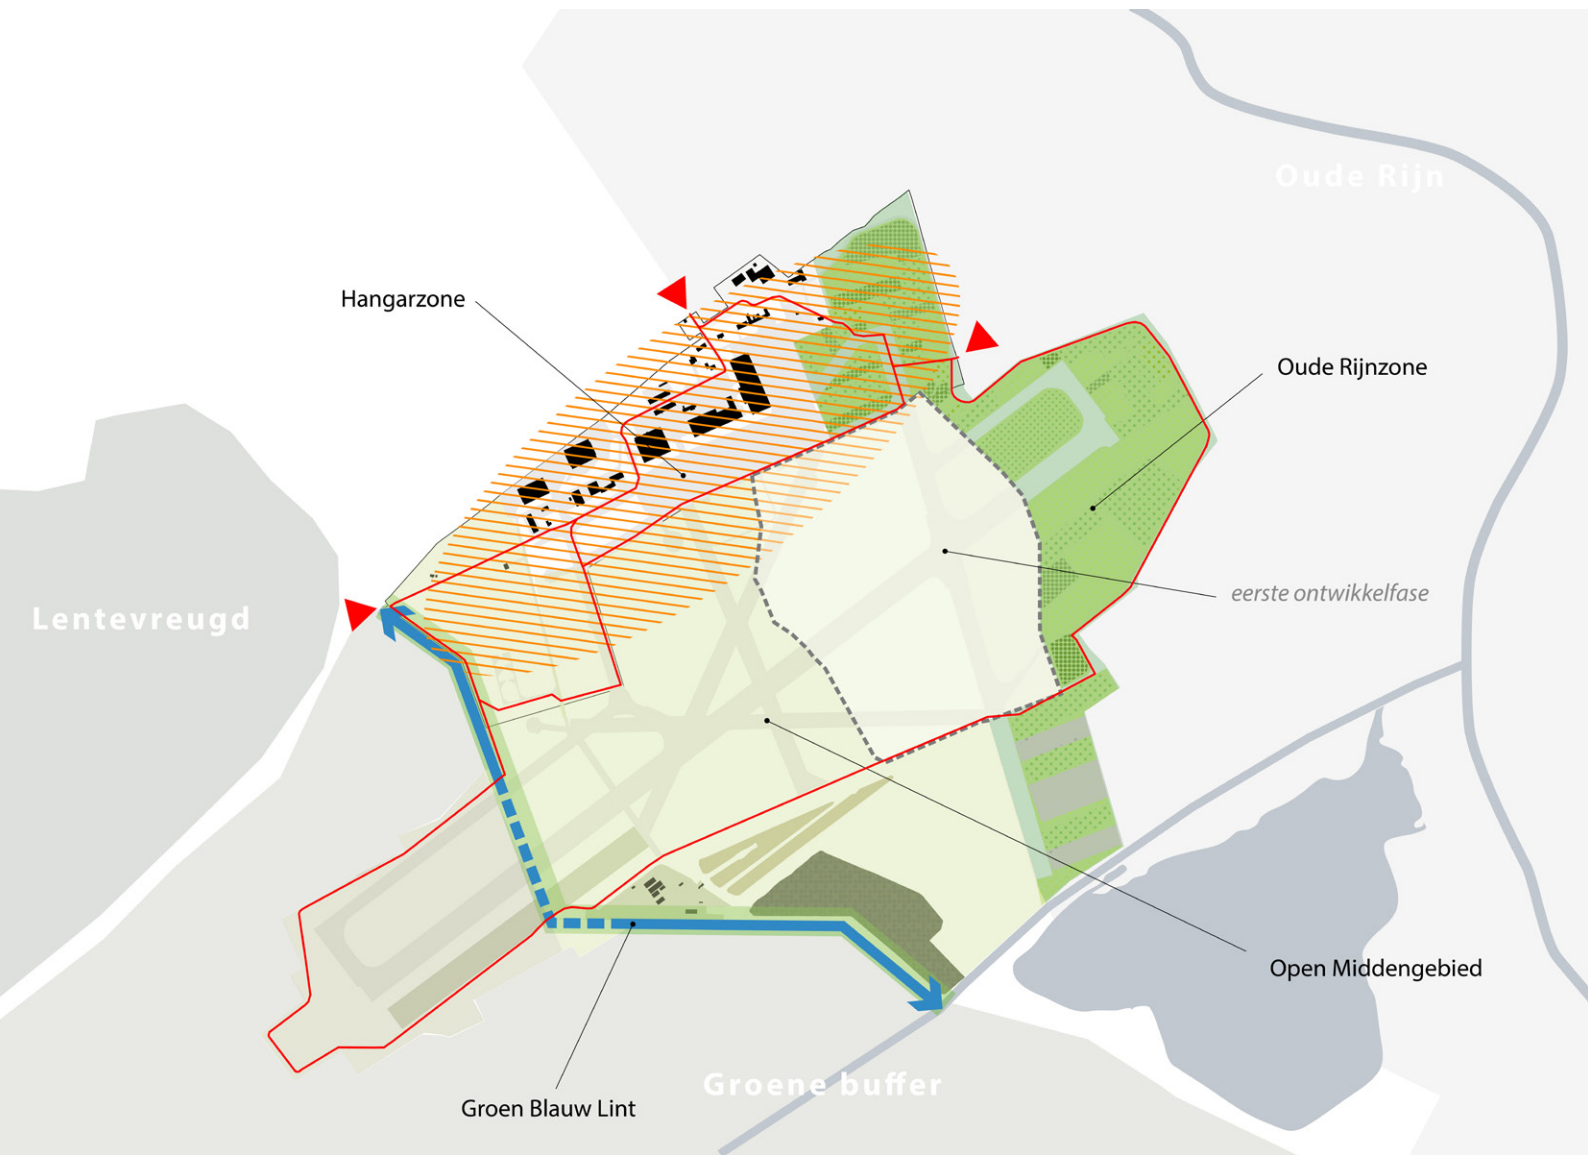 Oude Rijn
Hangarzone
Oude Rijnzone
eerste ontwikkelfase
Lentevreugd
Open Middengebied
Groene buffer
Groen Blauw Lint